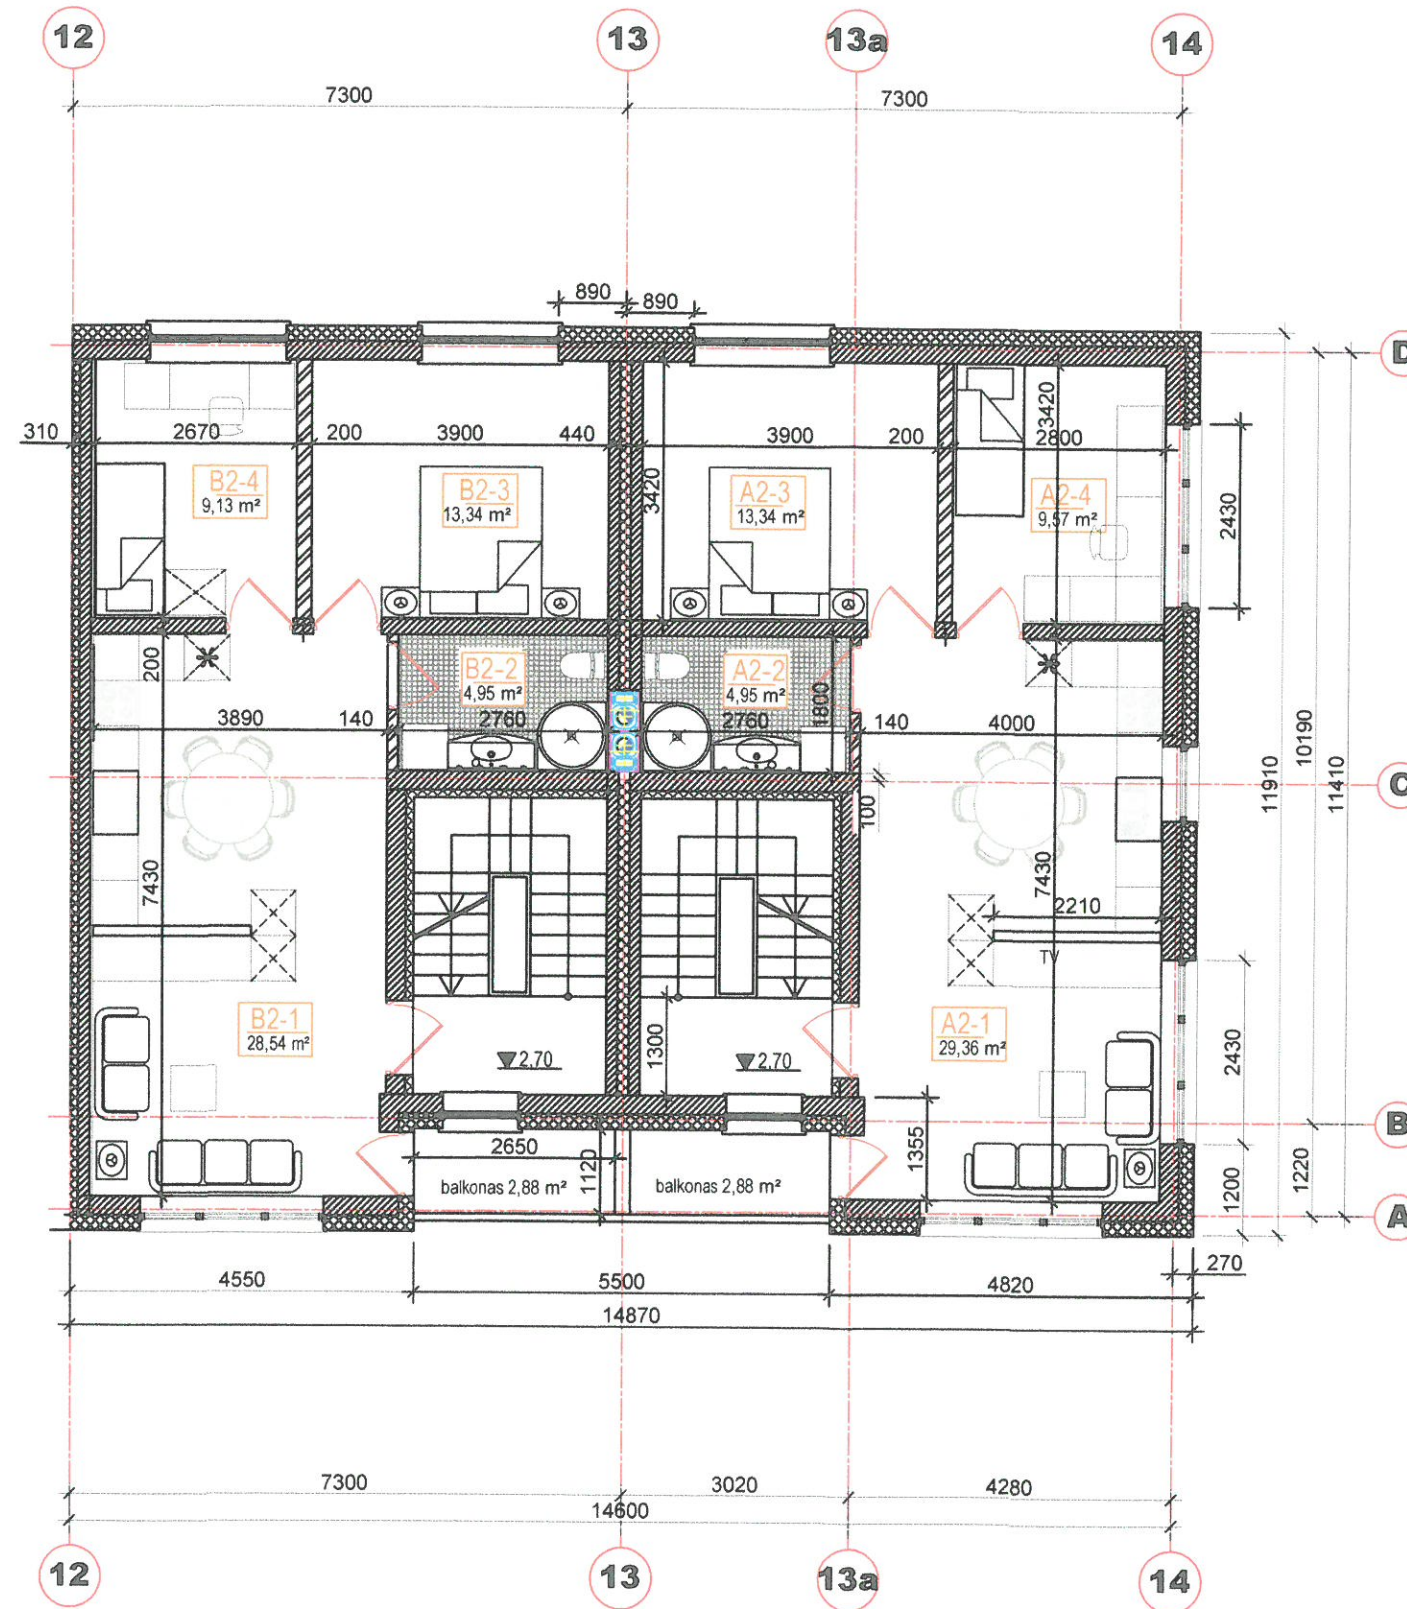 12 13 13a 14
7300 7300
890 890
D
310 2670 200 3900 440 3900 200 2800
3420
3420
2430
B2-4
9,13 m²
B2-3
13,34 m²
A2-3
13,34 m²
A2-4
9,57 m²
B2-2
4,95 m²
A2-2
4,95 m²
200
1800
3890 140 2760 2760 140 4000
10190
11910
11410
C
100
7430
7430
2210
TV
B2-1
28,54 m²
A2-1
29,36 m²
2,70
2,70
1300
2430
B
2650
1120
1355
1200
1220
balkonas 2,88 m²
balkonas 2,88 m²
A
270
4550 5500 4820
14870
7300 3020 4280
14600
12 13 13a 14